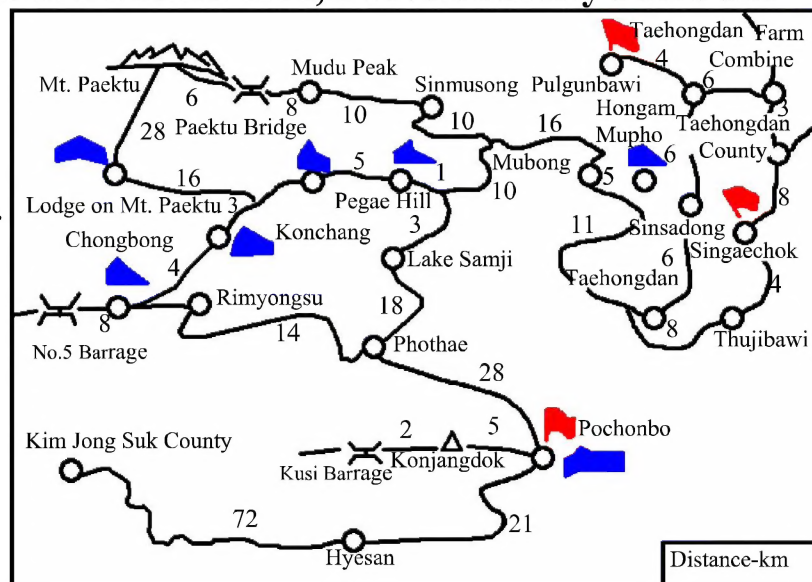 Taehongdan
Farm
Combine
Mt. Paektu
Mudu Peak
Sinmusong
4
6
Pulgunbawi
6
8
10
Paektu Bridge
Hongam
3
28
10
16
Mupho
Taehongdan
County
16
5
1
Mubong
6
5
10
8
Lodge on Mt. Paektu
3
Pegae Hill
Sinsadong
Singaechok
Chongbong
Konchang
3
11
4
Lake Samji
Taehongdan
6
4
Rimyongsu
18
8
8
Thujibawi
No.5 Barrage
14
Phothae
28
Kim Jong Suk County
2
5
Pochonbo
Kusi Barrage
Konjangdok
72
21
Hyesan
Distance-km